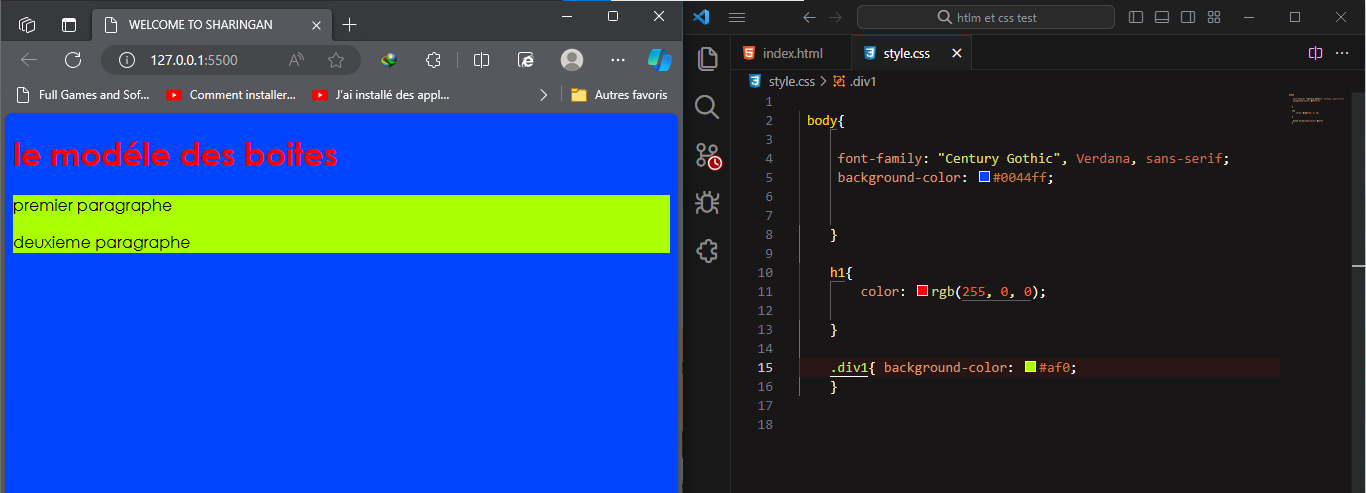 WELCOME TO SHARINGAN
127.0.0.1:5500
Full Games and Sof...
Comment installer...
J'ai installé des appl...
Autres favoris
le modéle des boites
premier paragraphe
deuxieme paragraphe
htlm et css test
index.html
style.css
style.css > .div1
1
2 body{
3
4 font-family: "Century Gothic", Verdana, sans-serif;
5 background-color: #0044ff;
6
7
8 }
9
10 h1{
11 color: rgb(255, 0, 0);
12
13 }
14
15 .div1{ background-color: #af0;
16 }
17
18